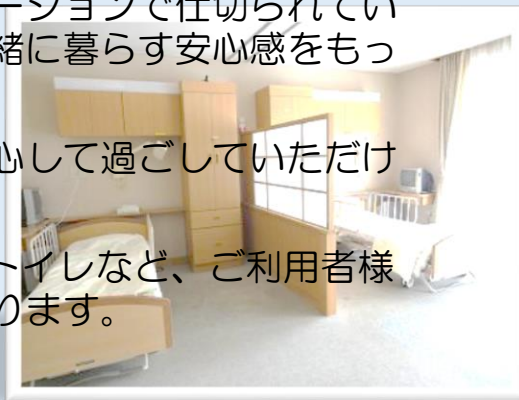 ーションで仕切られてい
緒に暮らす安心感をもっ
心して過ごしていただけ
トイレなど、ご利用者様
ります。